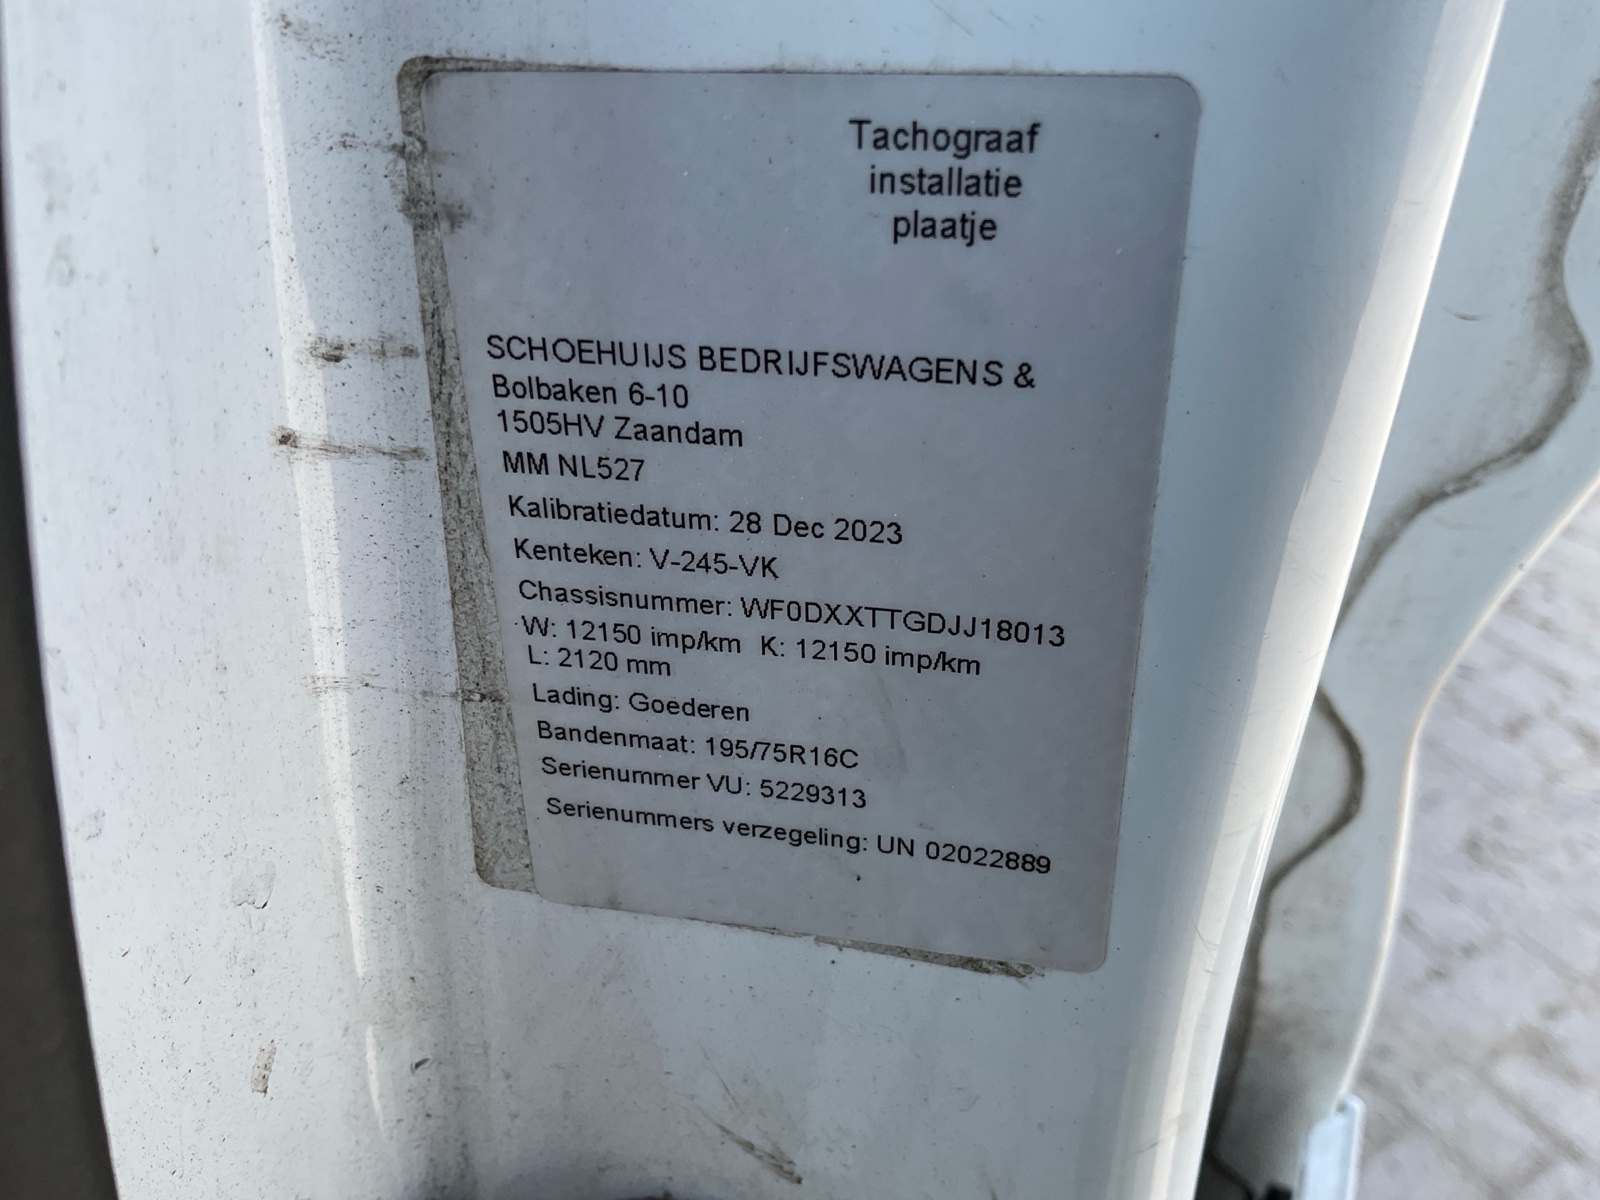 Tachograaf
installatie
plaatje
SCHOEHUIJS BEDRIJFSWAGENS &
Bolbaken 6-10
1505HV Zaandam
MM NL527
Kalibratiedatum: 28 Dec 2023
Kenteken: V-245-VK
Chassisnummer: WF0DXXTTGDJJ18013
W: 12150 imp/km K: 12150 imp/km
L: 2120 mm
Lading: Goederen
Bandenmaat: 195/75R16C
Serienummer VU: 5229313
Serienummers verzegeling: UN 02022889